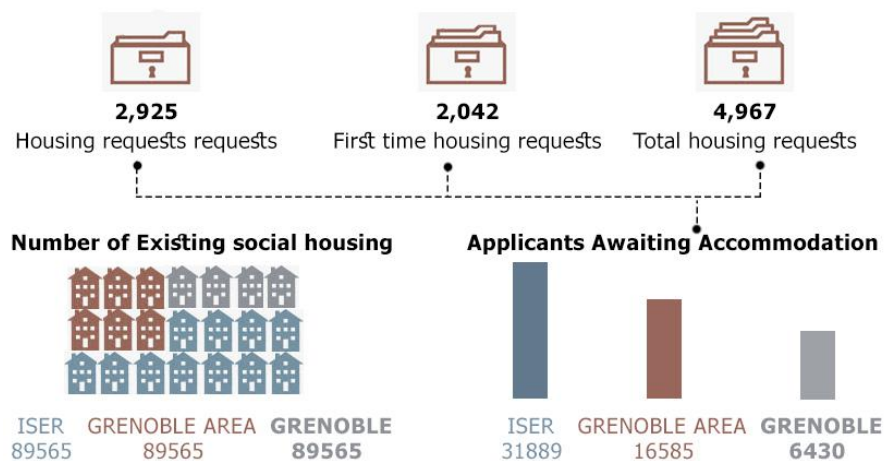 2,925
Housing requests requests
2,042
First time housing requests
4,967
Total housing requests
Number of Existing social housing
ISER
89565
GRENOBLE AREA
89565
GRENOBLE
89565
Applicants Awaiting Accommodation
ISER
31889
GRENOBLE AREA
16585
GRENOBLE
6430